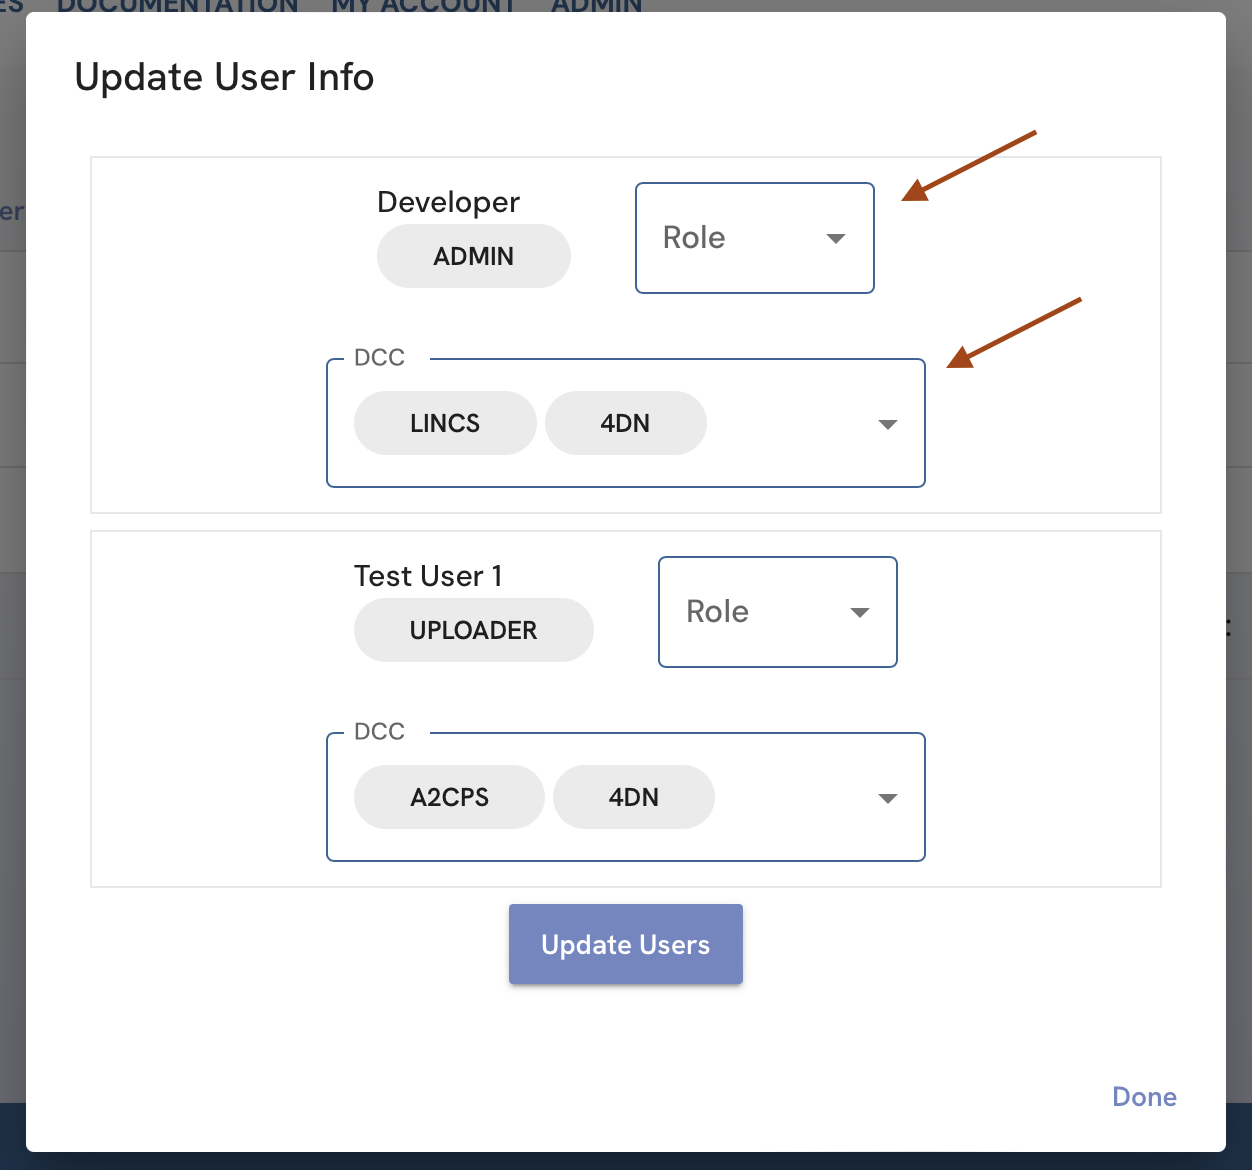 ES DOCUMENTATION MY ACCOUNT ADMIN
Update User Info
er
Developer
ADMIN
Role
DCC
LINCS 4DN
Test User 1
UPLOADER
Role
:
DCC
A2CPS 4DN
Update Users
Done